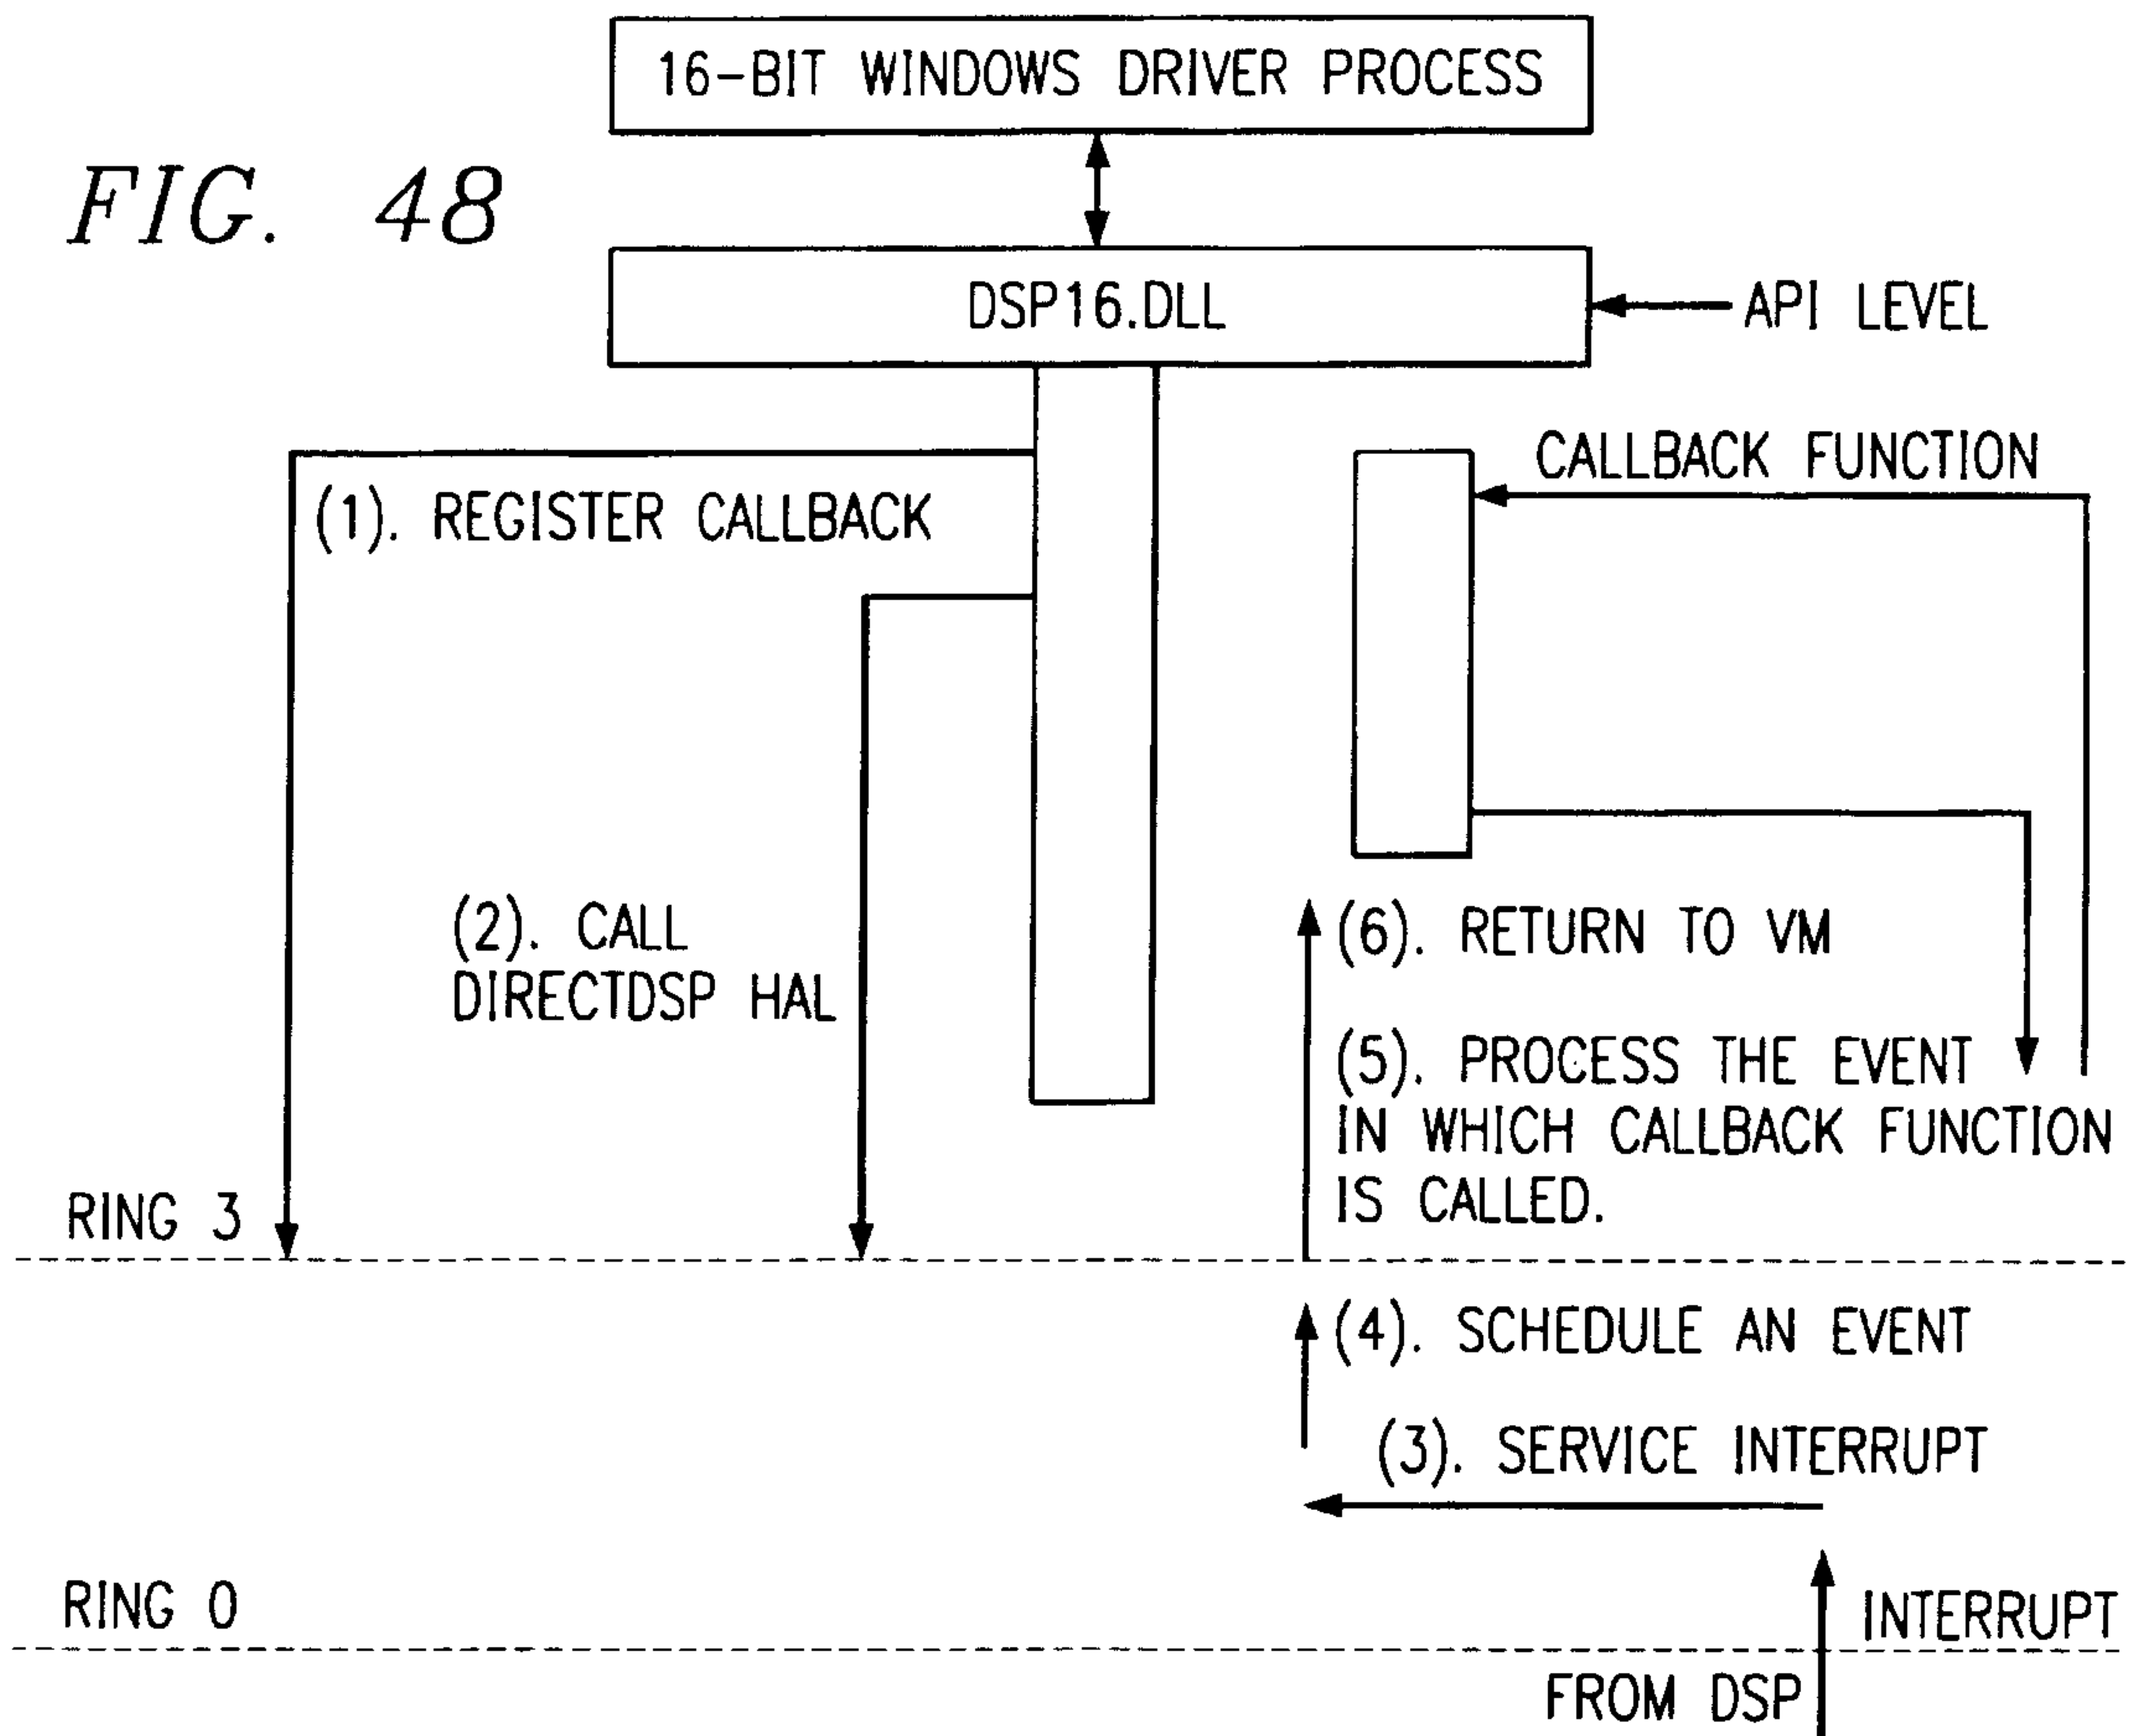 16-BIT WINDOWS DRIVER PROCESS
FIG. 48
DSP16.DLL
API LEVEL
CALLBACK FUNCTION
(1). REGISTER CALLBACK
(2). CALL
DIRECTDSP HAL
(6). RETURN TO VM
(5). PROCESS THE EVENT
IN WHICH CALLBACK FUNCTION
IS CALLED.
RING 3
(4). SCHEDULE AN EVENT
(3). SERVICE INTERRUPT
RING 0
INTERRUPT
FROM DSP